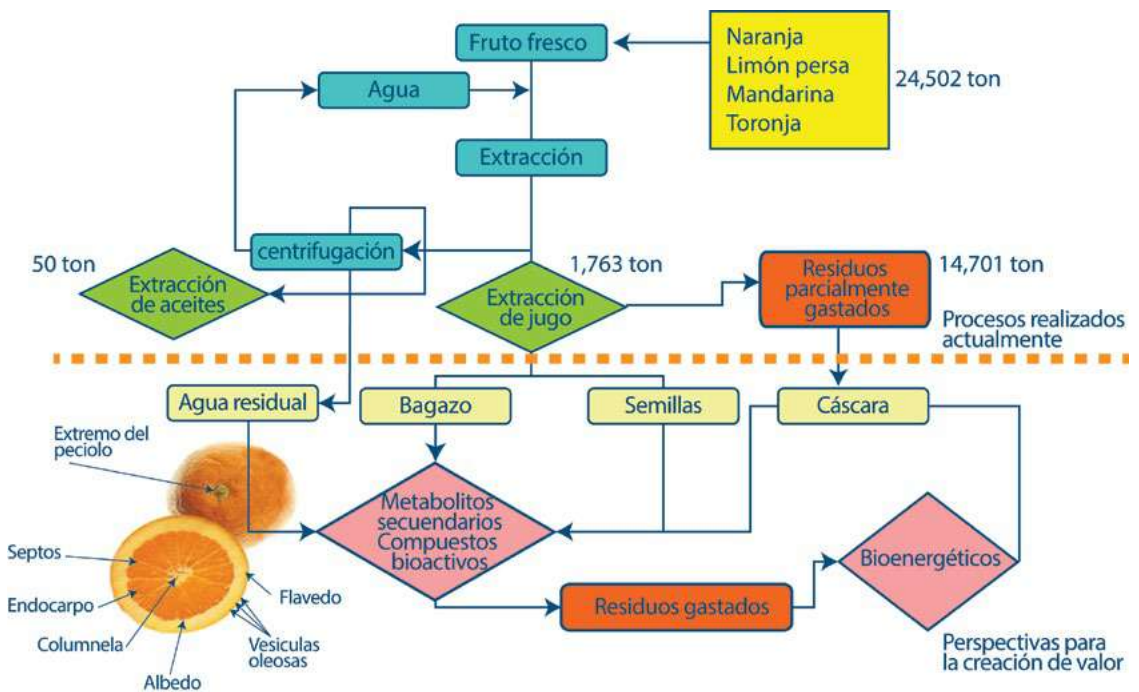 Fruto fresco
Naranja
Limón persa
Mandarina
Toronja
24,502 ton
Agua
Extracción
centrifugación
50 ton
Extracción
de aceites
1,763 ton
Extracción
de jugo
Residuos
parcialmente
gastados
14,701 ton
Procesos realizados
actualmente
Agua residual
Bagazo
Semillas
Cáscara
Extremo del
peciolo
Metabolitos
secuendarios
Compuestos
bioactivos
Bioenergéticos
Septos
Endocarpo
Columnela
Albedo
Flavedo
Vesiculas
oleosas
Residuos gastados
Perspectivas para
la creación de valor